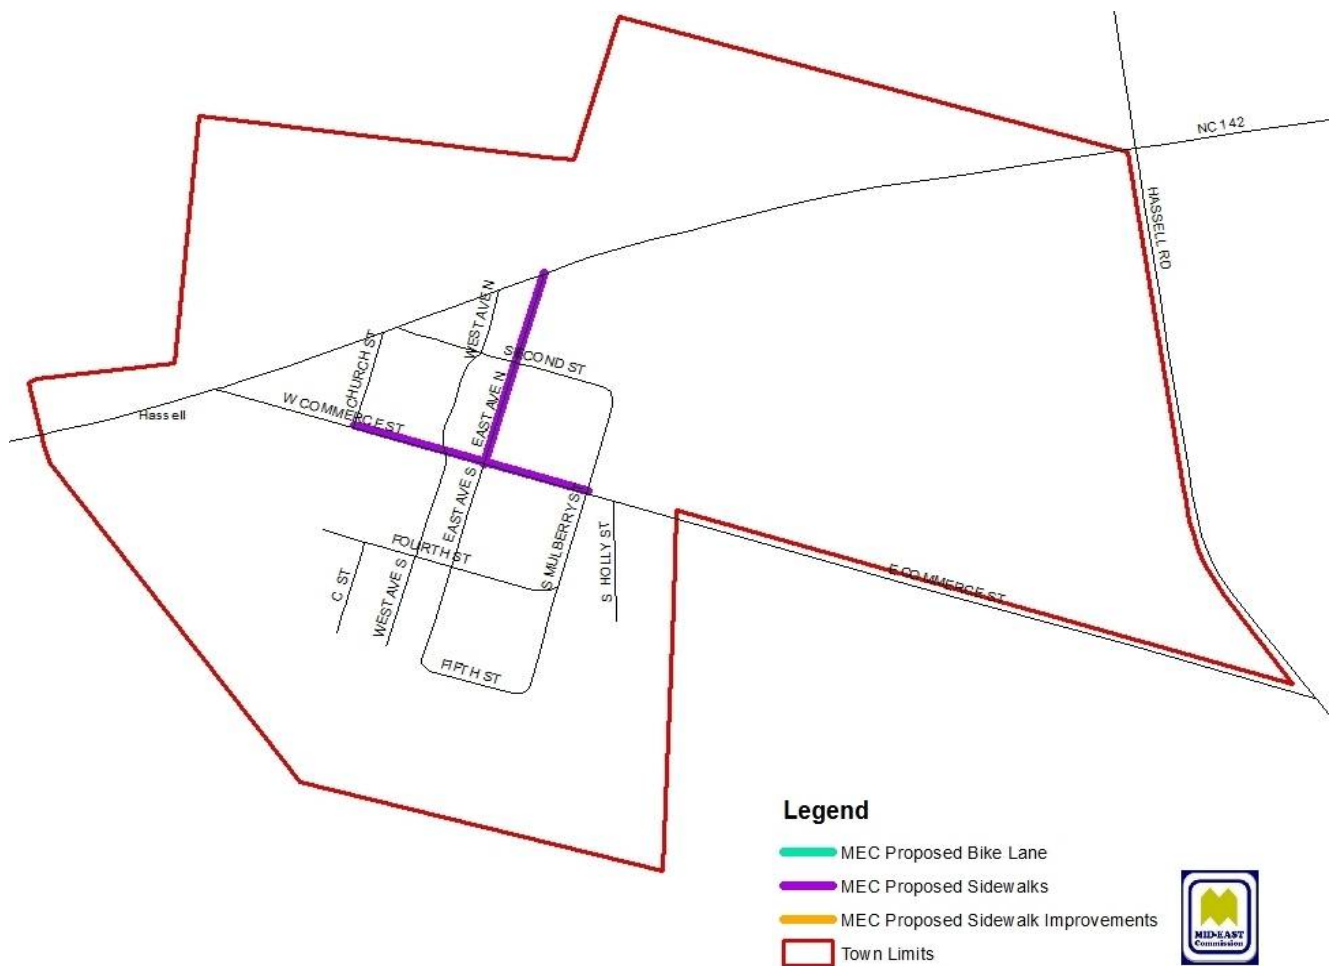 NC 142
HASSELL RD
WEST AVE N
CHURCH ST
SECOND ST
EAST AVE N
W COMMERCE ST
Hassell
EAST AVE S
S MULBERRY ST
FOURTH ST
S HOLLY ST
C ST
WEST AVE S
E COMMERCE ST
FIFTH ST
Legend
MEC Proposed Bike Lane
MEC Proposed Sidewalks
MEC Proposed Sidewalk Improvements
Town Limits
MID-EAST
Commission